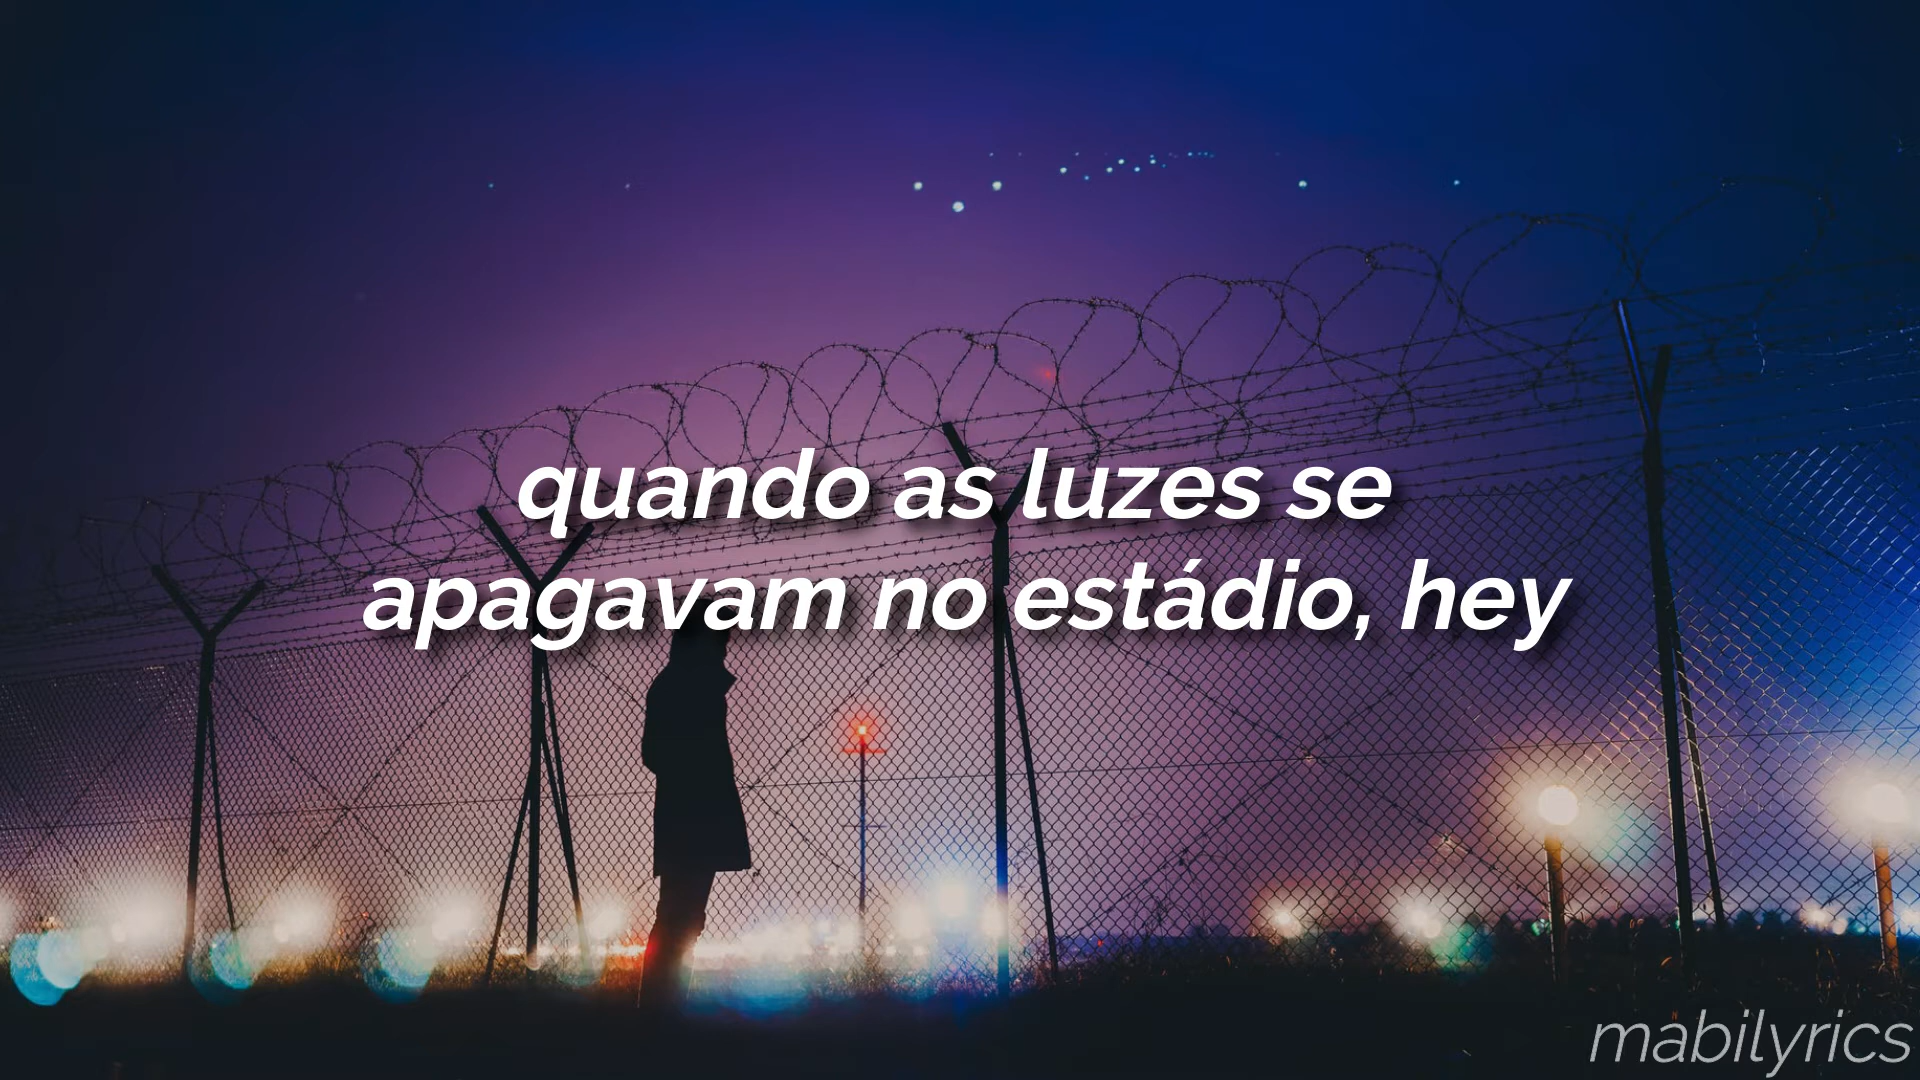 quando as luzes se
apagavam no estádio, hey
mabilyrics